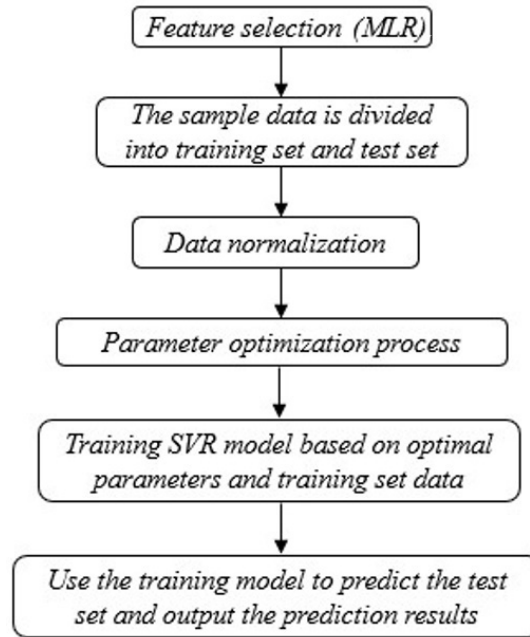 Feature selection (MLR)
The sample data is divided
into training set and test set
Data normalization
Parameter optimization process
Training SVR model based on optimal
parameters and training set data
Use the training model to predict the test
set and output the prediction results